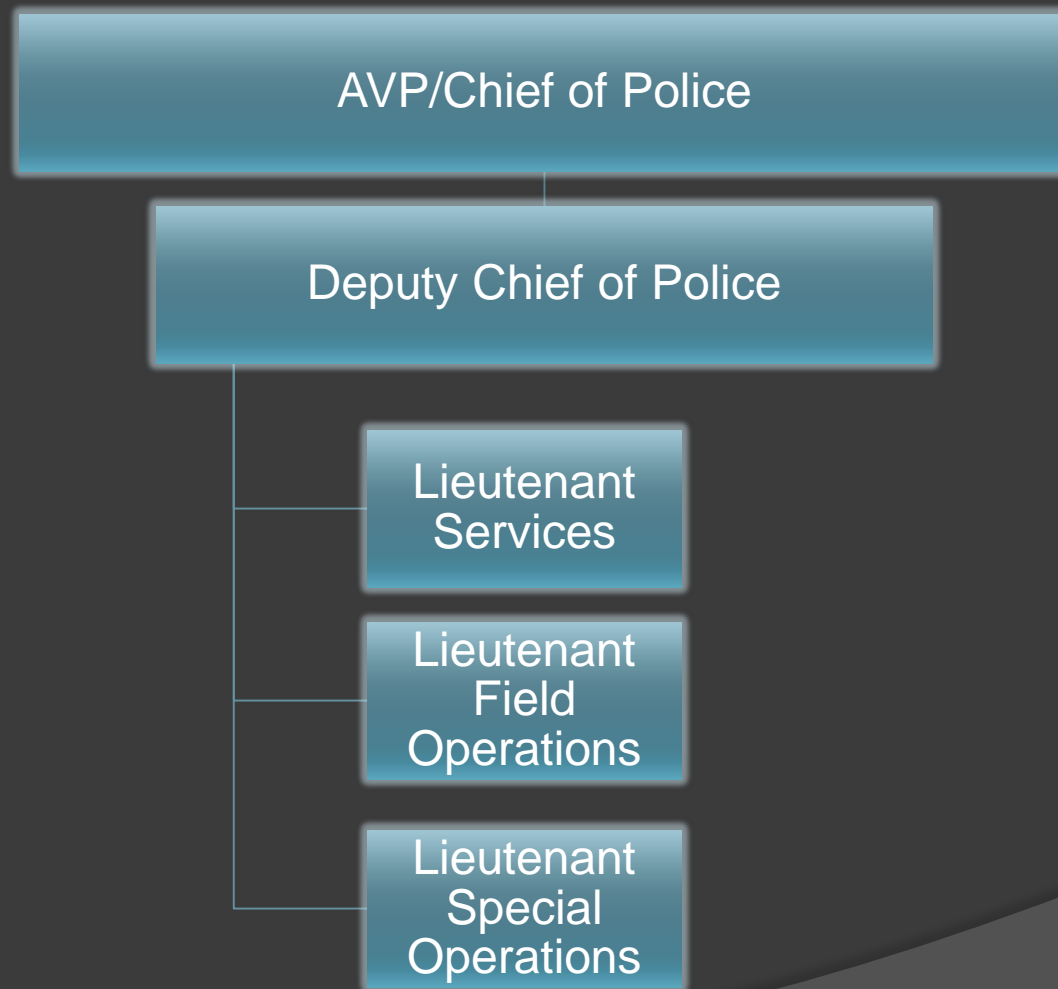 AVP/Chief of Police
Deputy Chief of Police
Lieutenant
Services
Lieutenant
Field
Operations
Lieutenant
Special
Operations